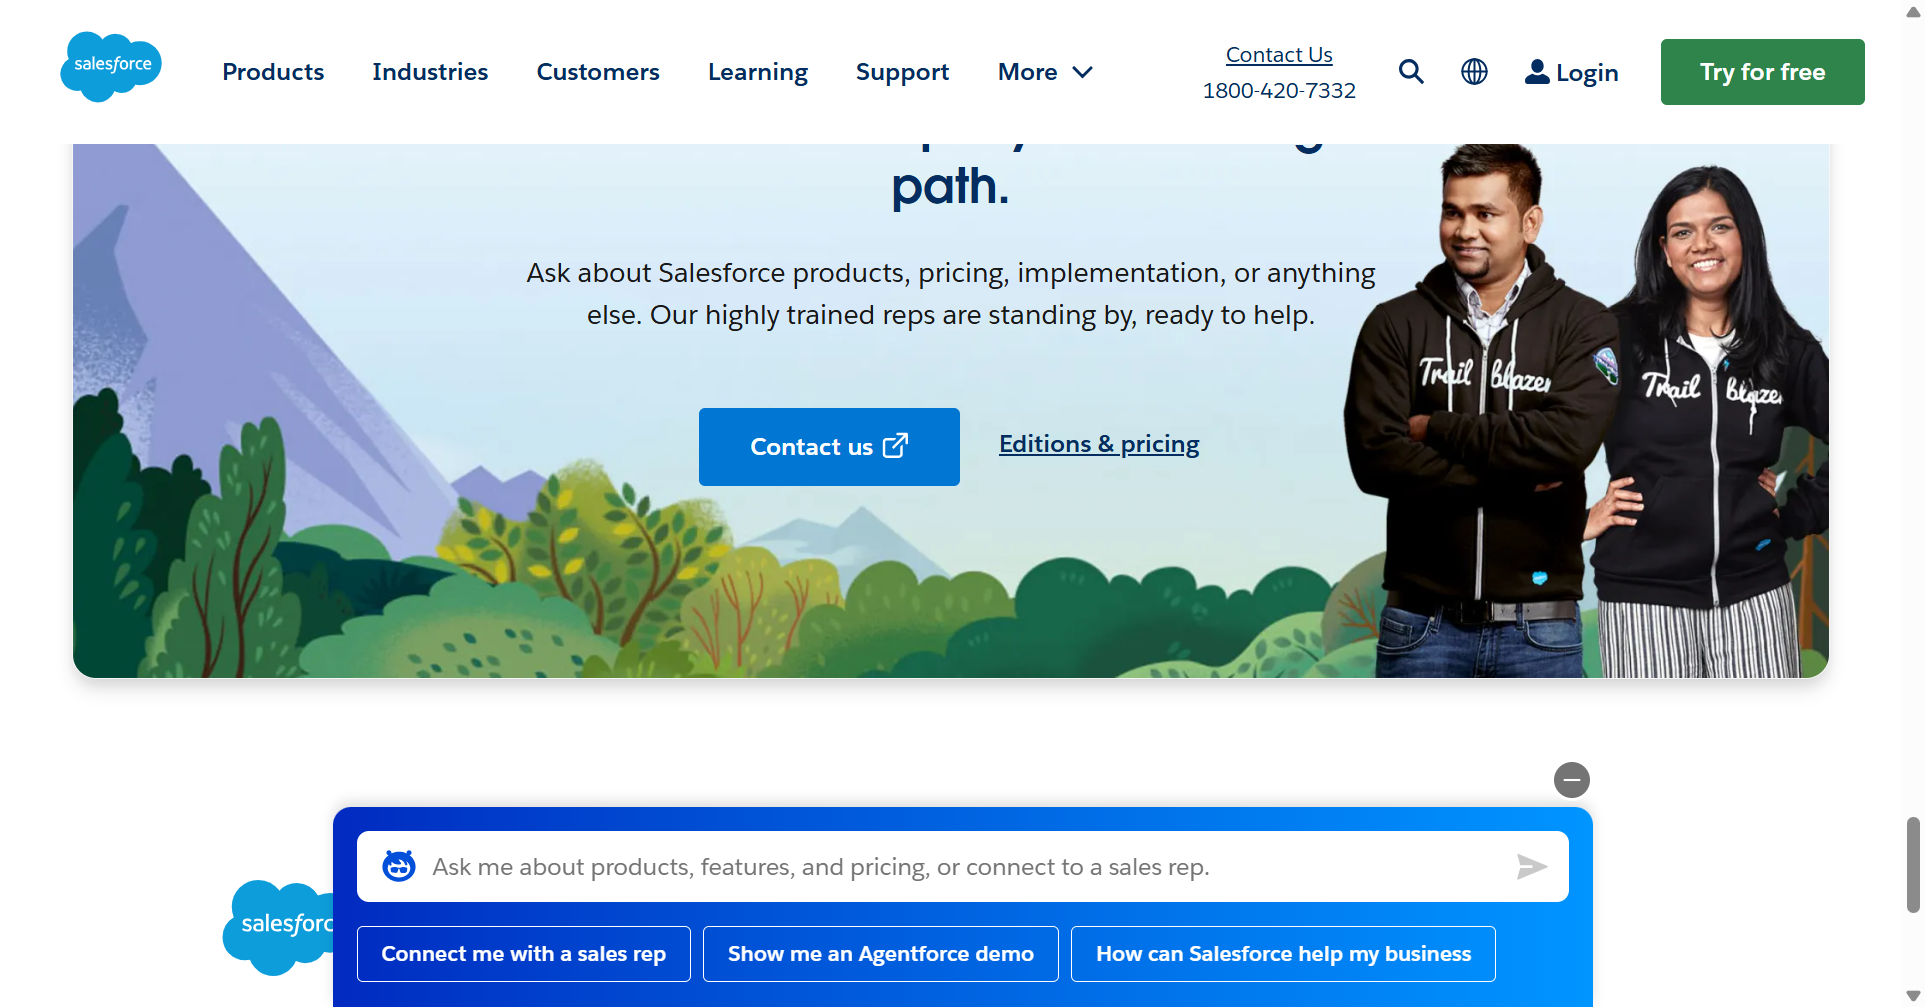 salesforce
Products
Industries
Customers
Learning
Support
More
Contact Us
1800-420-7332
Login
Try for free
path.
Ask about Salesforce products, pricing, implementation, or anything
else. Our highly trained reps are standing by, ready to help.
Contact us
Editions & pricing
Trail blazer
Trail blazer
Ask me about products, features, and pricing, or connect to a sales rep.
salesforc
Connect me with a sales rep
Show me an Agentforce demo
How can Salesforce help my business